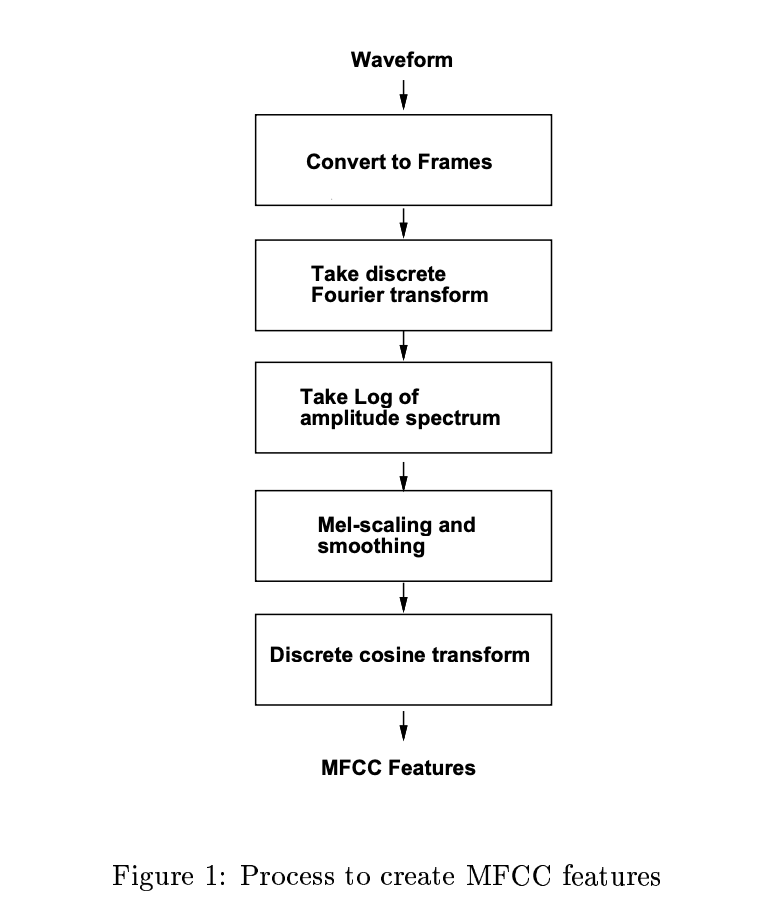 Waveform
Convert to Frames
Take discrete
Fourier transform
Take Log of
amplitude spectrum
Mel-scaling and
smoothing
Discrete cosine transform
MFCC Features
Figure 1: Process to create MFCC features